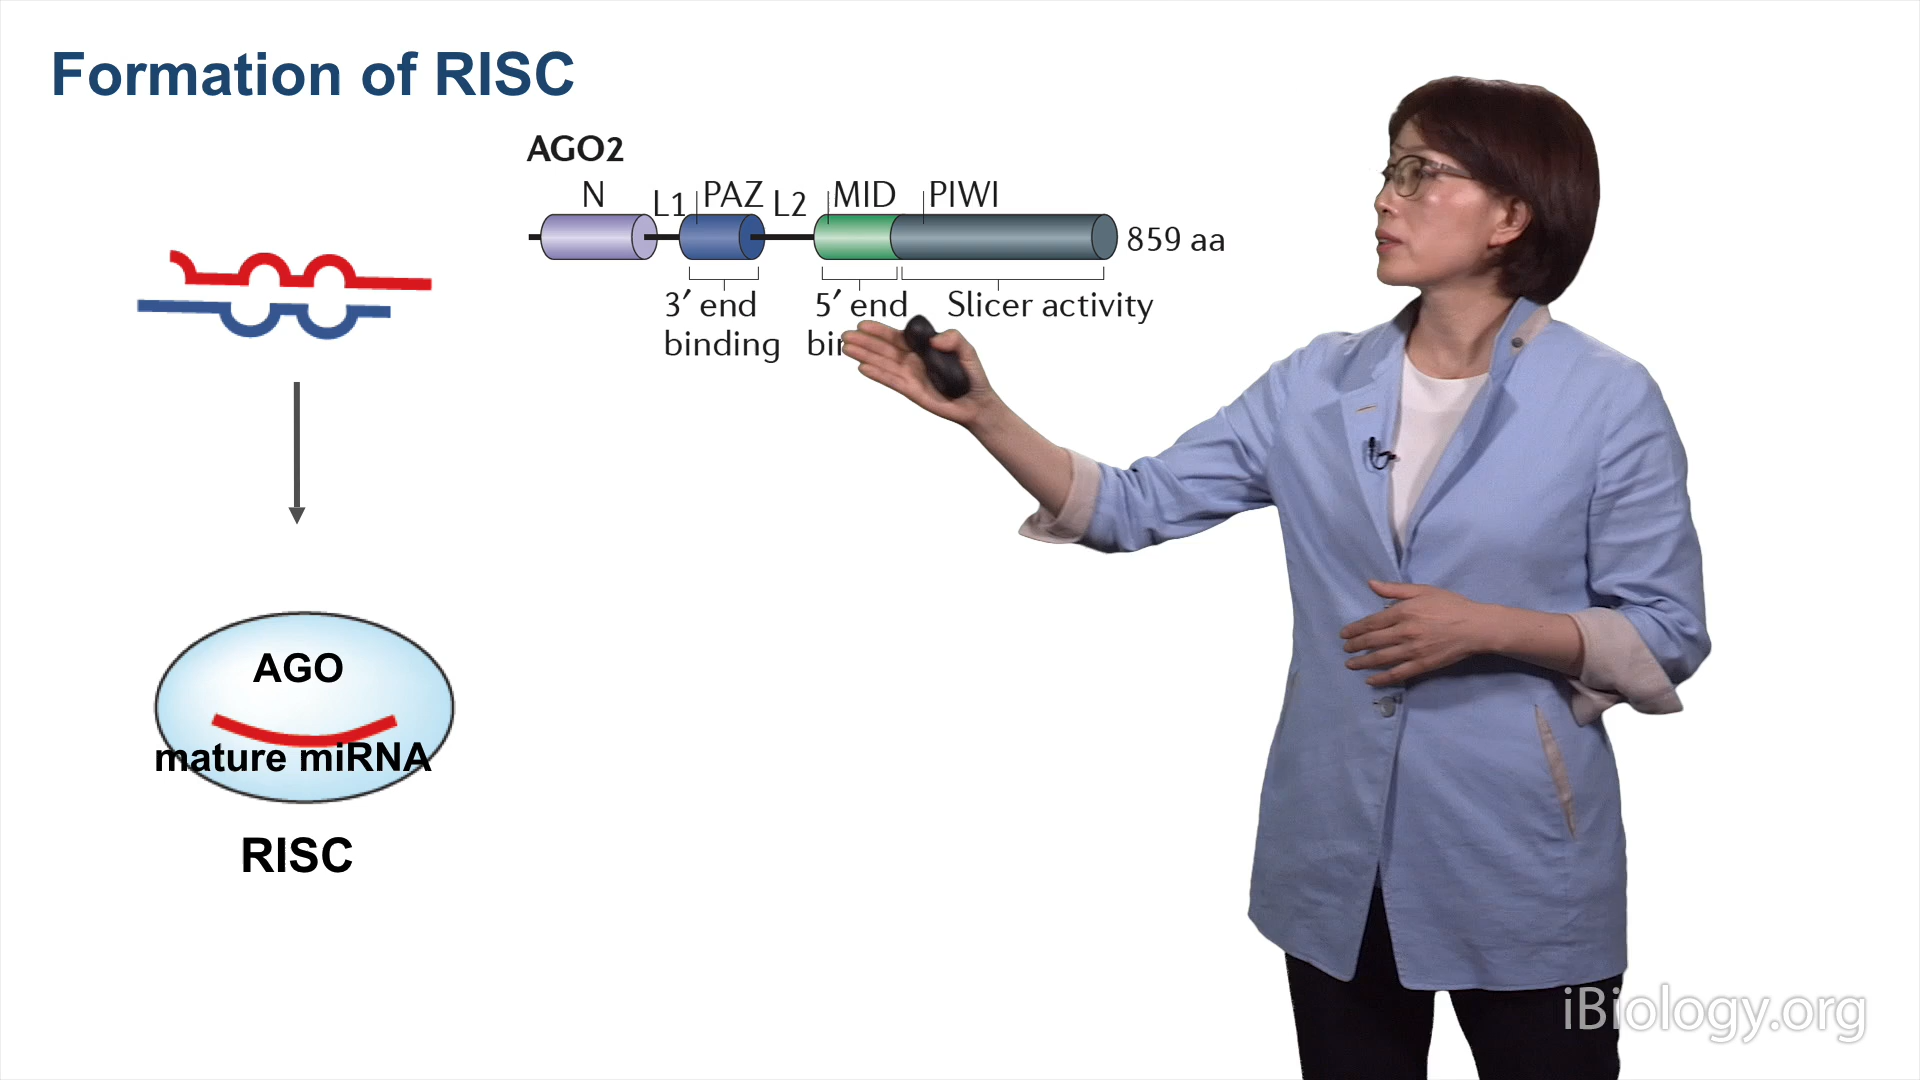 Formation of RISC
AGO2
N
L1
PAZ
L2
MID
PIWI
859 aa
3′ end
binding
5′ end
Slicer activity
AGO
mature miRNA
RISC
iBiology.org